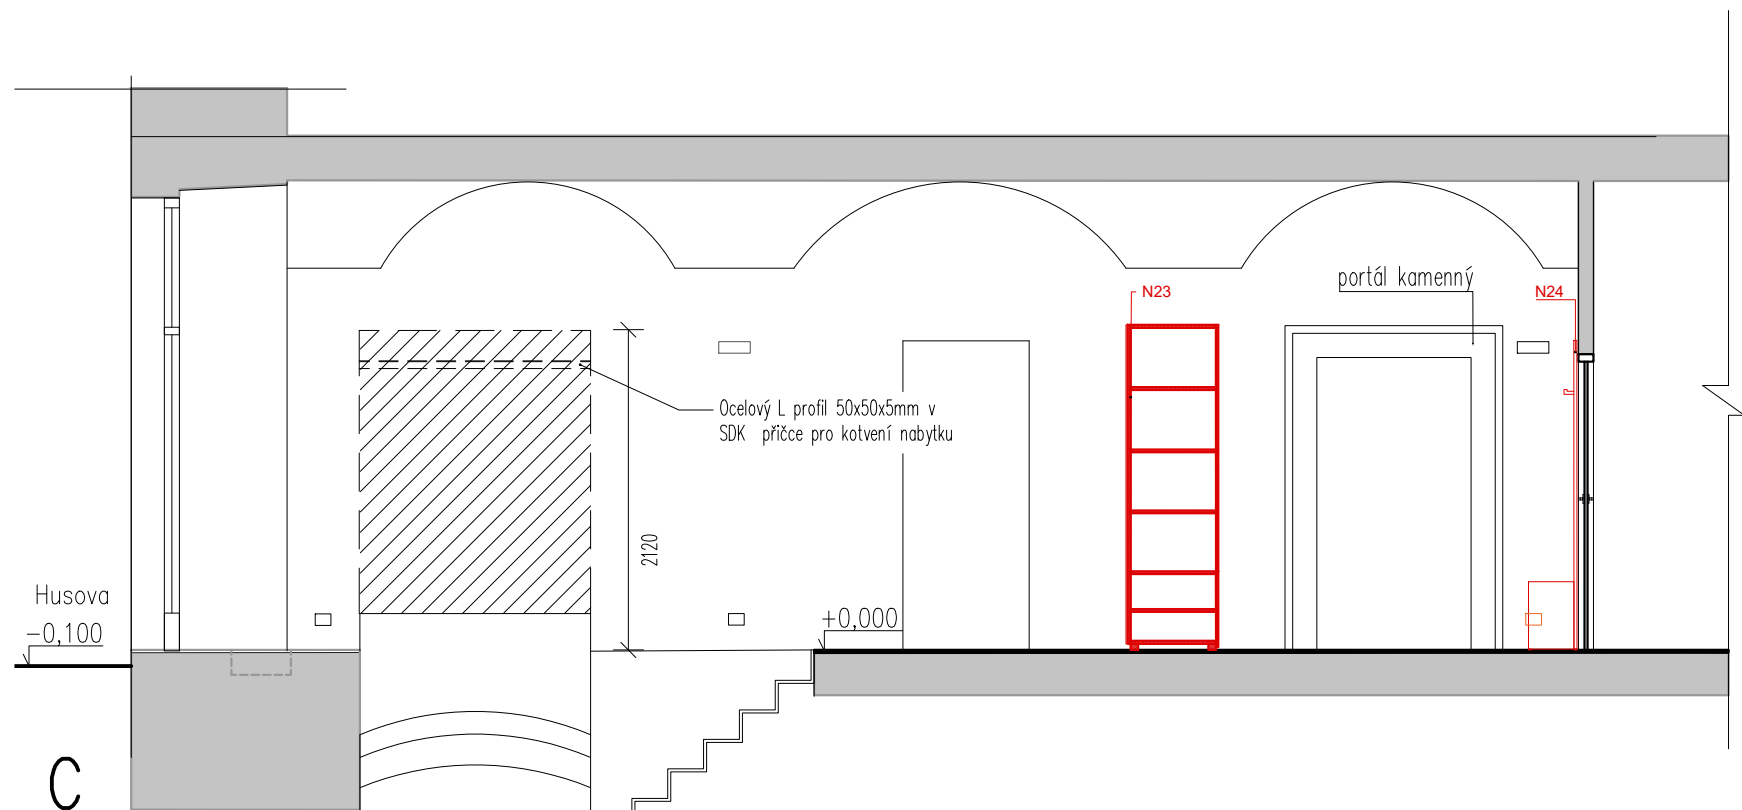 N23
portál kamenný
N24
Ocelový L profil 50x50x5mm v
SDK příčce pro kotvení nabytku
2120
Husova
-0,100
+0,000
C